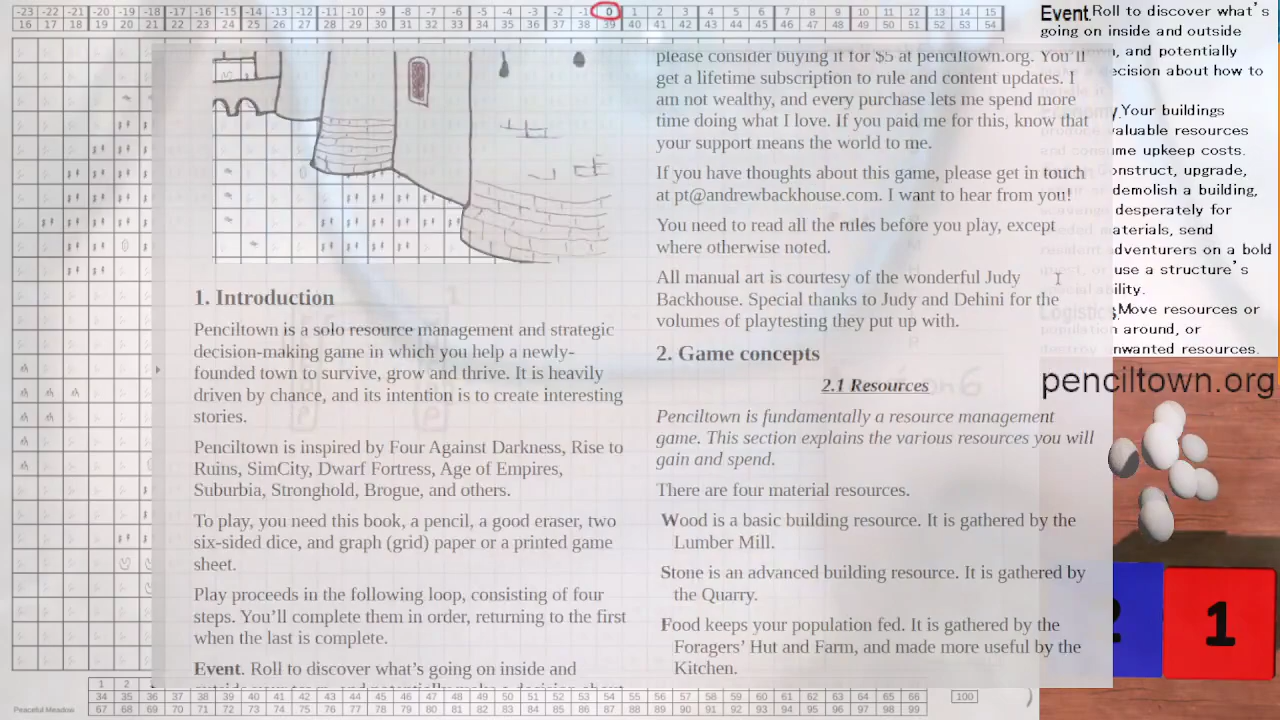 -23 -22 -21 -20 -19 -18 -17 -16 -15 -14 -13 -12 -11 -10 -9 -8 -7 -6 -5 -4 -3 -2 -1 0 1 2 3 4 5 6 7 8 9 10 11 12 13 14 15
16 17 18 19 20 21 22 23 24 25 26 27 28 29 30 31 32 33 34 35 36 37 38 39 40 41 42 43 44 45 46 47 48 49 50 51 52 53 54
1. Introduction
Penciltown is a solo resource management and strategic
decision-making game in which you help a newly-
founded town to survive, grow and thrive. It is heavily
driven by chance, and its intention is to create interesting
stories.
Penciltown is inspired by Four Against Darkness, Rise to
Ruins, SimCity, Dwarf Fortress, Age of Empires,
Suburbia, Stronghold, Brogue, and others.
To play, you need this book, a pencil, a good eraser, two
six-sided dice, and graph (grid) paper or a printed game
sheet.
Play proceeds in the following loop, consisting of four
steps. You'll complete them in order, returning to the first
when the last is complete.
Event. Roll to discover what's going on inside and
please consider buying it for $5 at penciltown.org. You'll
get a lifetime subscription to rule and content updates. I
am not wealthy, and every purchase lets me spend more
time doing what I love. If you paid me for this, know that
your support means the world to me.
If you have thoughts about this game, please get in touch
at pt@andrewbackhouse.com. I want to hear from you!
You need to read all the rules before you play, except
where otherwise noted.
All manual art is courtesy of the wonderful Judy
Backhouse. Special thanks to Judy and Dehini for the
volumes of playtesting they put up with.
2. Game concepts
2.1 Resources
Penciltown is fundamentally a resource management
game. This section explains the various resources you will
gain and spend.
There are four material resources.
Wood is a basic building resource. It is gathered by the
Lumber Mill.
Stone is an advanced building resource. It is gathered by
the Quarry.
Food keeps your population fed. It is gathered by the
Foragers' Hut and Farm, and made more useful by the
Kitchen.
Event. Roll to discover what's
going on inside and outside
, and potentially
ecision about how to
Your buildings
valuable resources
upkeep costs.
onstruct, upgrade,
demolish a building,
desperately for
aterials, send
dventurers on a bold
use a structure's
ability.
Logistics. Move resources or
population around, or
destroy unwanted resources.
penciltown.org
2 1
1 2
34 35 36 37 38 39 40 41 42 43 44 45 46 47 48 49 50 51 52 53 54 55 56 57 58 59 60 61 62 63 64 65 66
67 68 69 70 71 72 73 74 75 76 77 78 79 80 81 82 83 84 85 86 87 88 89 90 91 92 93 94 95 96 97 98 99
100
Peaceful Meadow